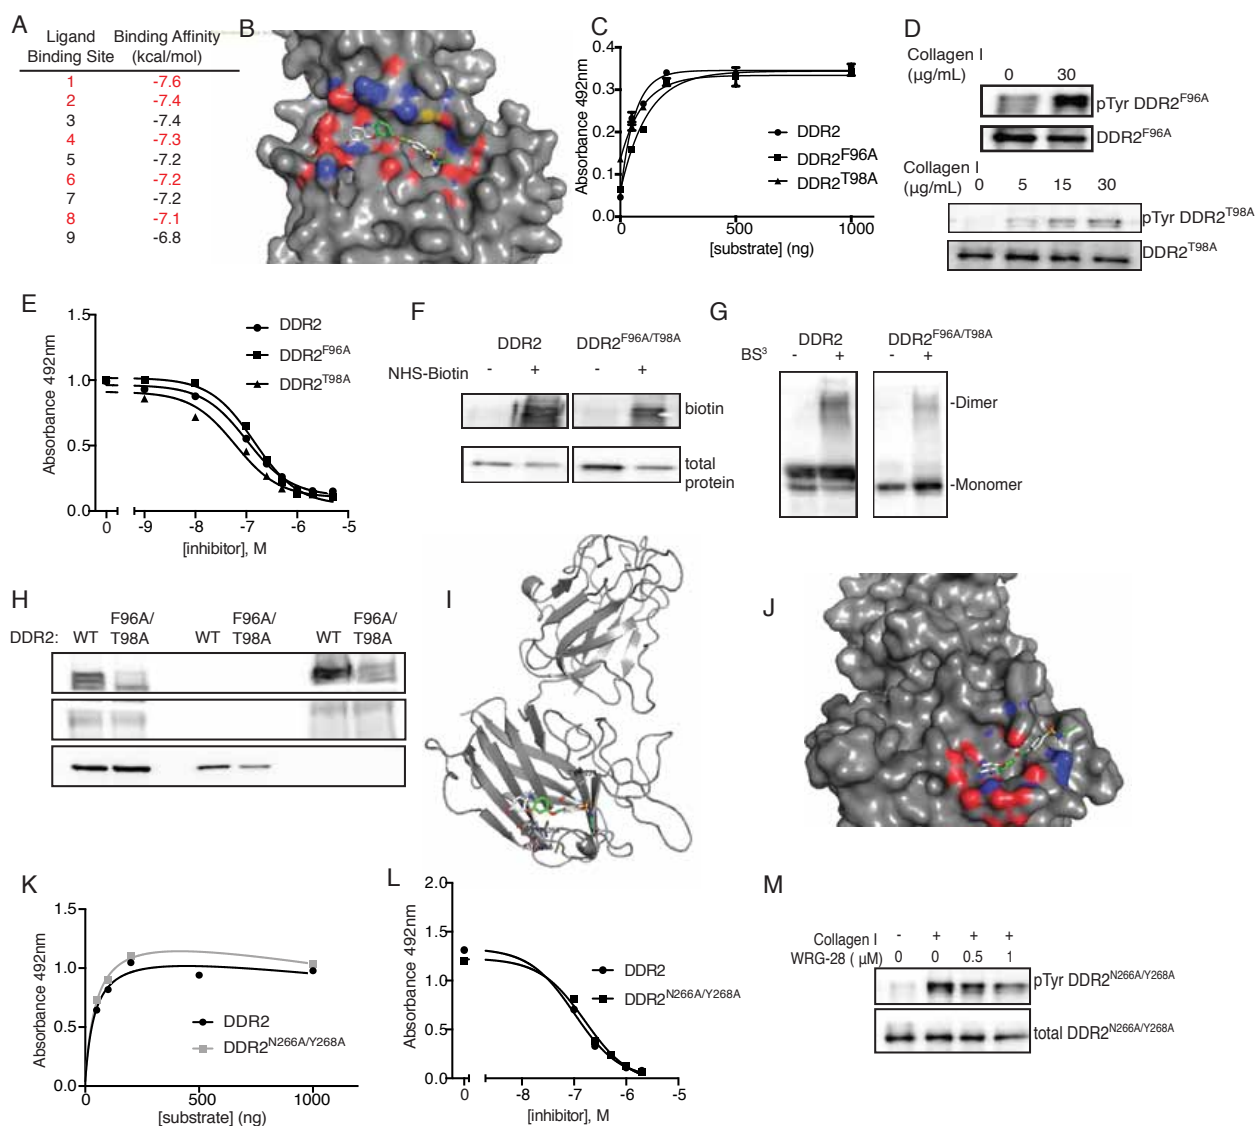 A
Ligand Binding Affinity
Binding Site (kcal/mol)
1 -7.6
2 -7.4
3 -7.4
4 -7.3
5 -7.2
6 -7.2
7 -7.2
8 -7.1
9 -6.8
B
C
Absorbance 492nm
0.4
0.3
0.2
0.1
0.0
0 500 1000
[substrate] (ng)
DDR2
DDR2F96A
DDR2T98A
D
Collagen I
(µg/mL) 0 30
pTyr DDR2F96A
DDR2F96A
Collagen I
(µg/mL) 0 5 15 30
pTyr DDR2T98A
DDR2T98A
E
Absorbance 492nm
1.5
1.0
0.5
0.0
0 -9 -8 -7 -6 -5
[inhibitor], M
DDR2
DDR2F96A
DDR2T98A
F
DDR2 DDR2F96A/T98A
NHS-Biotin - + - +
biotin
total
protein
G
DDR2 DDR2F96A/T98A
BS3 - + - +
-Dimer
-Monomer
H
F96A/ F96A/ F96A/
DDR2: WT T98A WT T98A WT T98A
I
J
K
Absorbance 492nm
1.5
1.0
0.5
0.0
0 500 1000
[substrate] (ng)
DDR2
DDR2N266A/Y268A
L
Absorbance 492nm
2.0
1.5
1.0
0.5
0.0
0 -8 -7 -6 -5
[inhibitor], M
DDR2
DDR2N266A/Y268A
M
Collagen I - + + +
WRG-28 ( µM) 0 0 0.5 1
pTyr DDR2N266A/Y268A
total DDR2N266A/Y268A